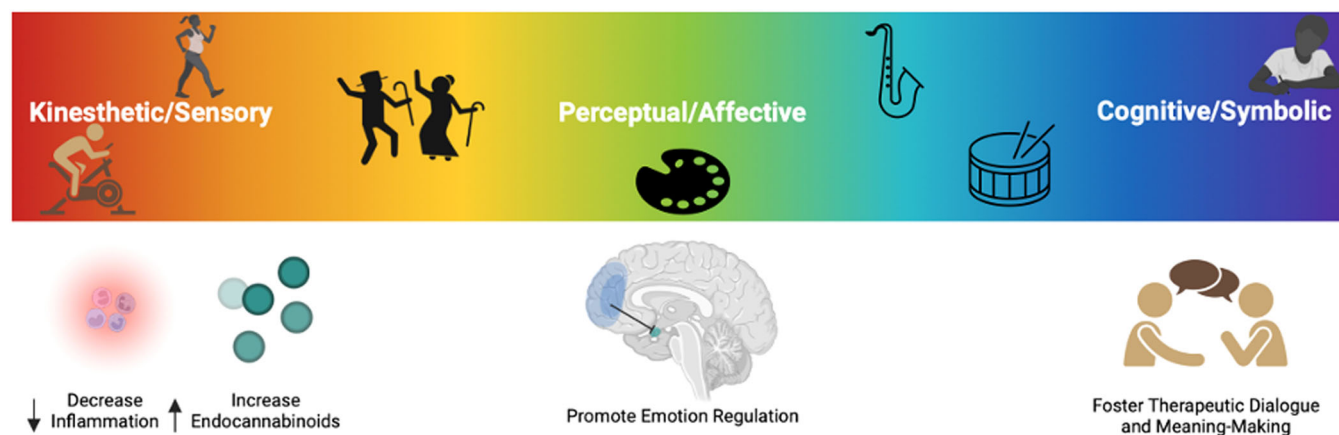 Kinesthetic/Sensory
Perceptual/Affective
Cognitive/Symbolic
Decrease
Inflammation
Increase
Endocannabinoids
Promote Emotion Regulation
Foster Therapeutic Dialogue
and Meaning-Making